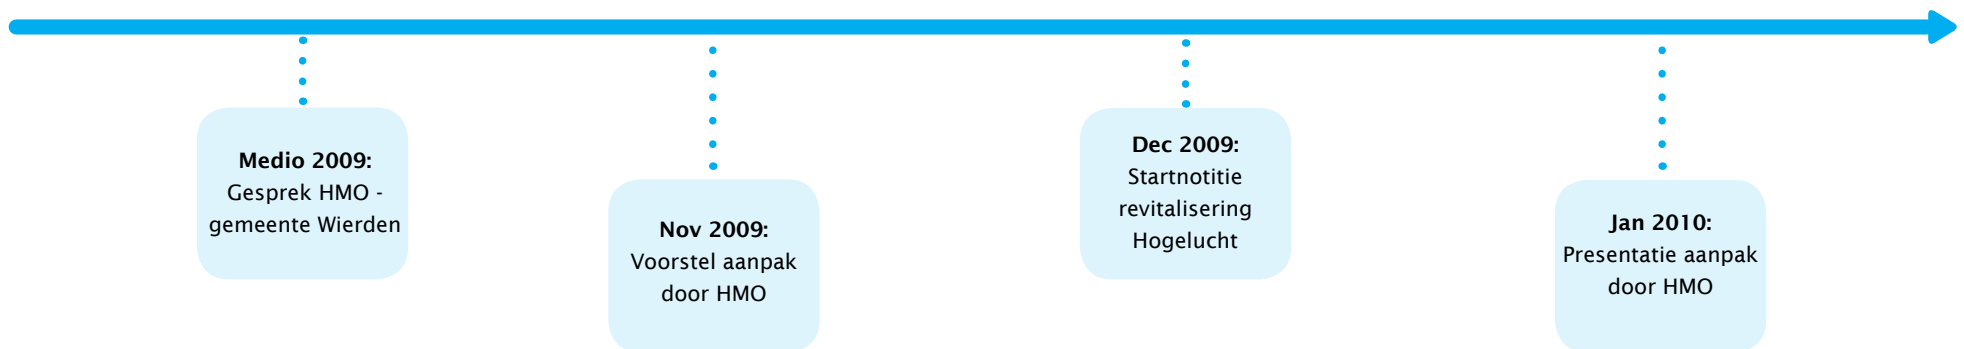 Medio 2009:
Gesprek HMO -
gemeente Wierden
Nov 2009:
Voorstel aanpak
door HMO
Dec 2009:
Startnotitie
revitalisering
Hogelucht
Jan 2010:
Presentatie aanpak
door HMO